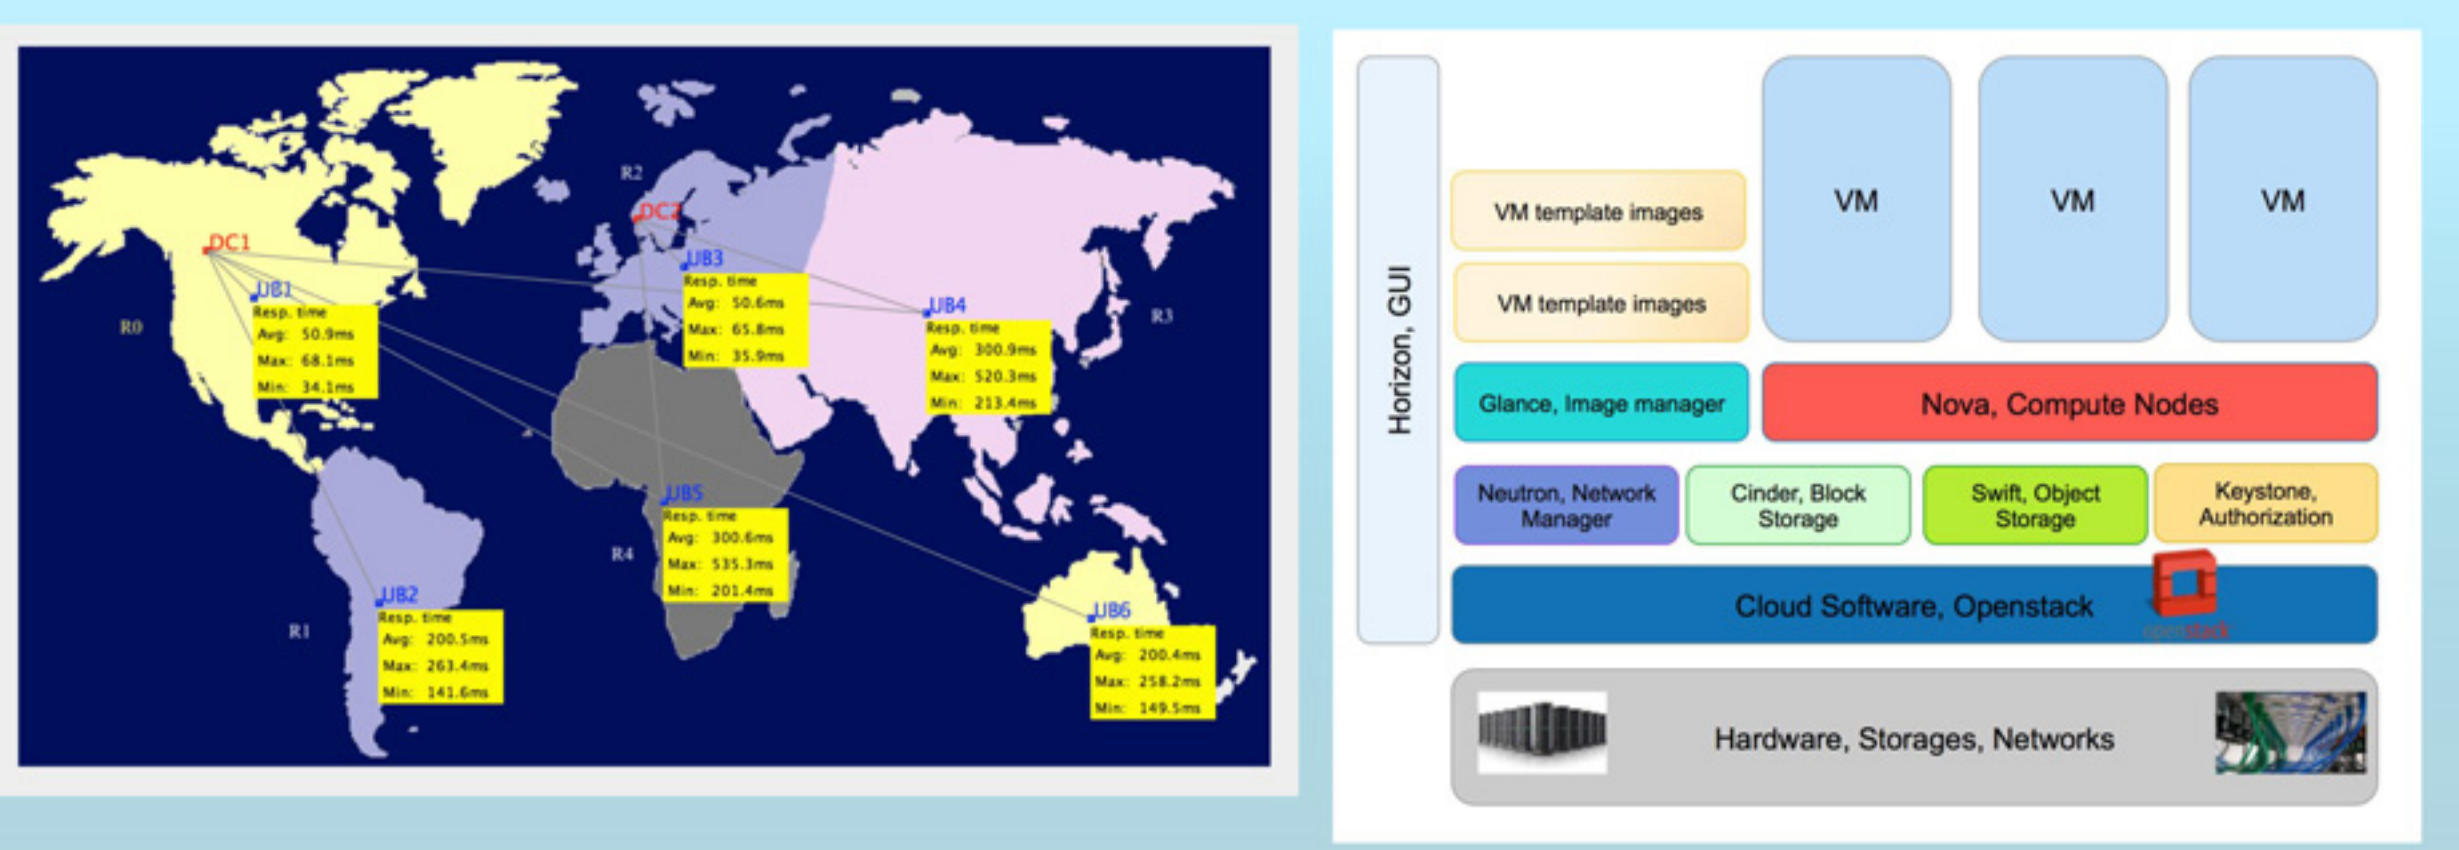 R2
DC2
DC1
UB3
Resp. time
Avg: 50.6ms
Max: 65.8ms
Min: 35.9ms
UB1
Resp. time
Avg: 50.9ms
Max: 68.1ms
Min: 34.1ms
R0
UB4
Resp. time
Avg: 300.9ms
Max: 520.3ms
Min: 213.4ms
R3
UB5
Resp. time
Avg: 300.6ms
Max: 535.3ms
Min: 201.4ms
R4
UB2
Resp. time
Avg: 200.5ms
Max: 263.4ms
Min: 141.6ms
R1
UB6
Resp. time
Avg: 200.4ms
Max: 258.2ms
Min: 149.5ms
Horizon, GUI
VM template images
VM template images
VM
VM
VM
Glance, Image manager
Nova, Compute Nodes
Neutron, Network
Manager
Cinder, Block
Storage
Swift, Object
Storage
Keystone,
Authorization
Cloud Software, Openstack
openstack
Hardware, Storages, Networks